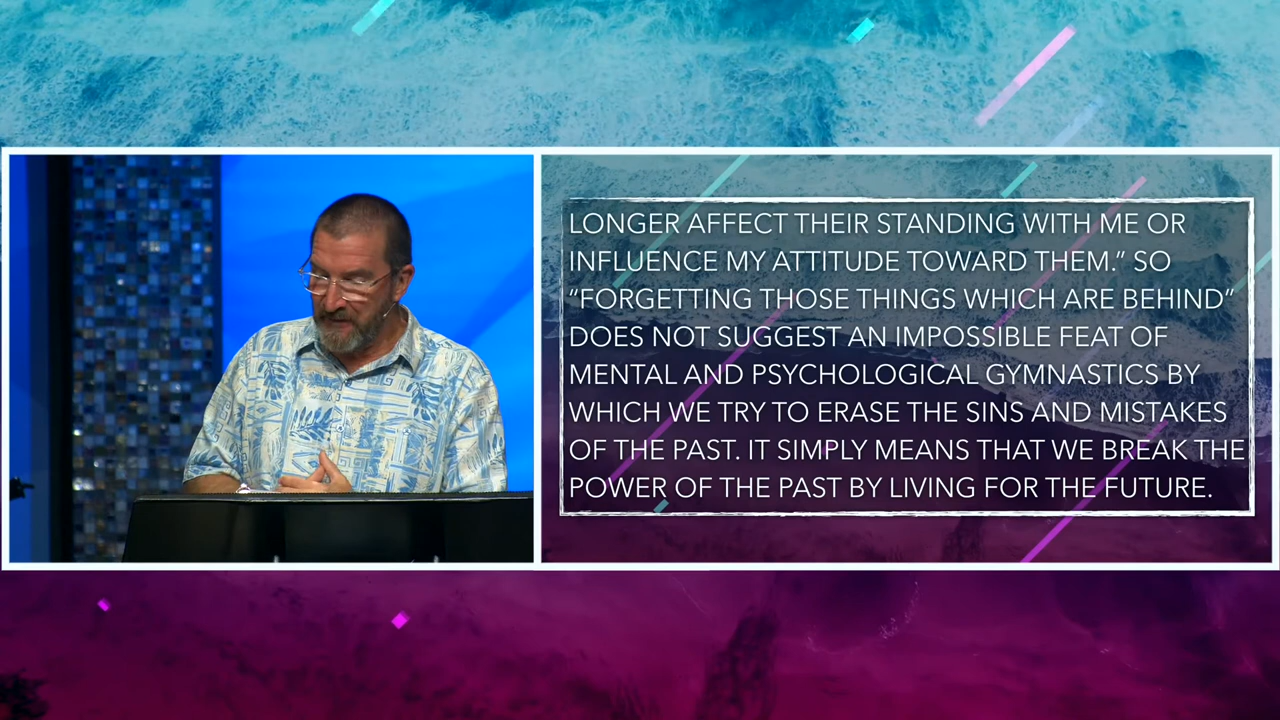 LONGER AFFECT THEIR STANDING WITH ME OR
INFLUENCE MY ATTITUDE TOWARD THEM.” SO
“FORGETTING THOSE THINGS WHICH ARE BEHIND”
DOES NOT SUGGEST AN IMPOSSIBLE FEAT OF
MENTAL AND PSYCHOLOGICAL GYMNASTICS BY
WHICH WE TRY TO ERASE THE SINS AND MISTAKES
OF THE PAST. IT SIMPLY MEANS THAT WE BREAK THE
POWER OF THE PAST BY LIVING FOR THE FUTURE.